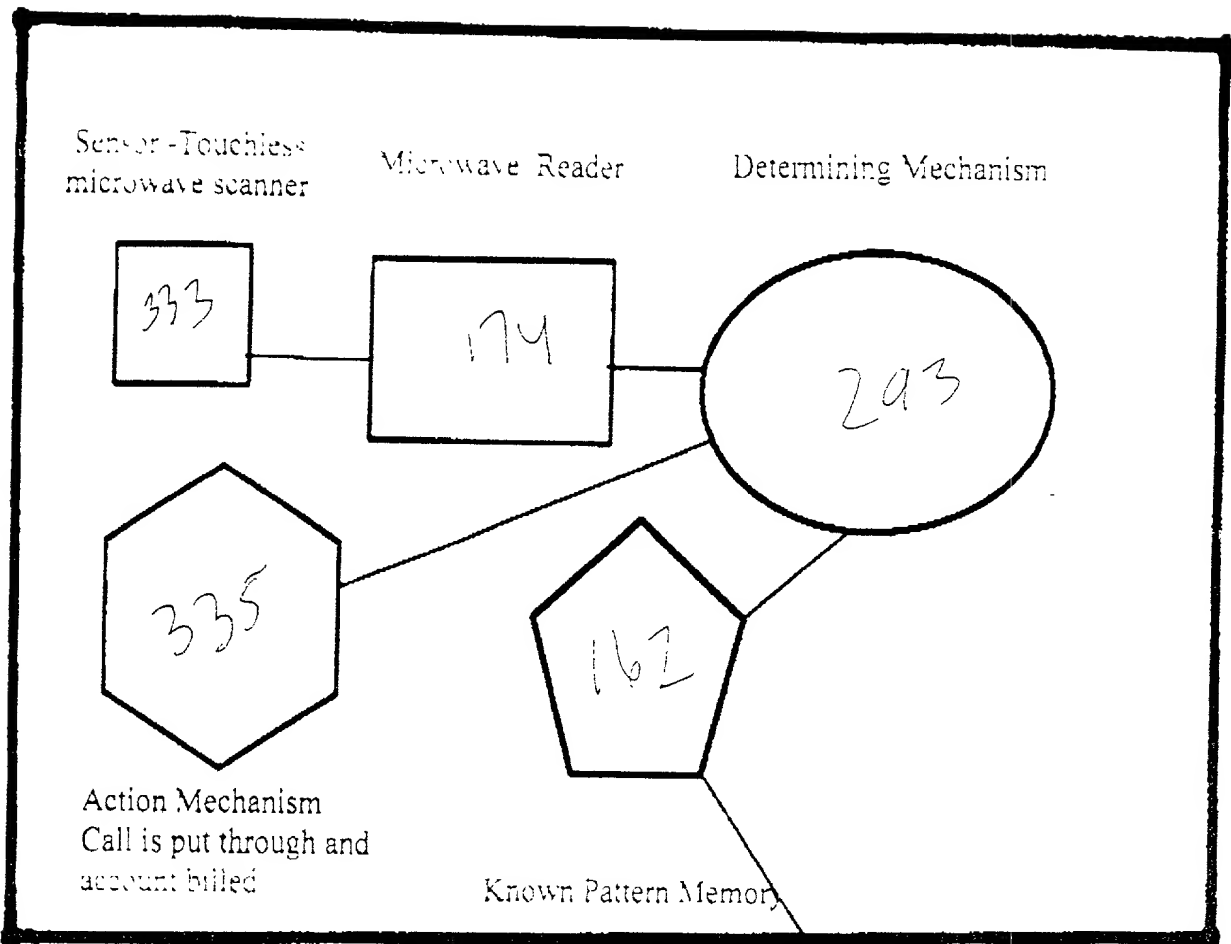 Sensor -Touchless
microwave scanner
Microwave Reader
Determining Mechanism
333
174
293
335
162
Action Mechanism
Call is put through and
account billed
Known Pattern Memory